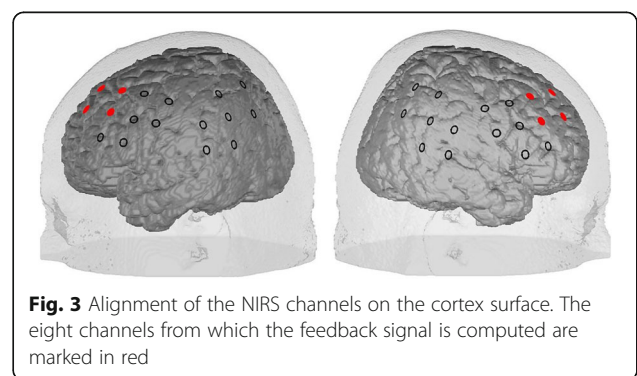 Fig. 3 Alignment of the NIRS channels on the cortex surface. The
eight channels from which the feedback signal is computed are
marked in red